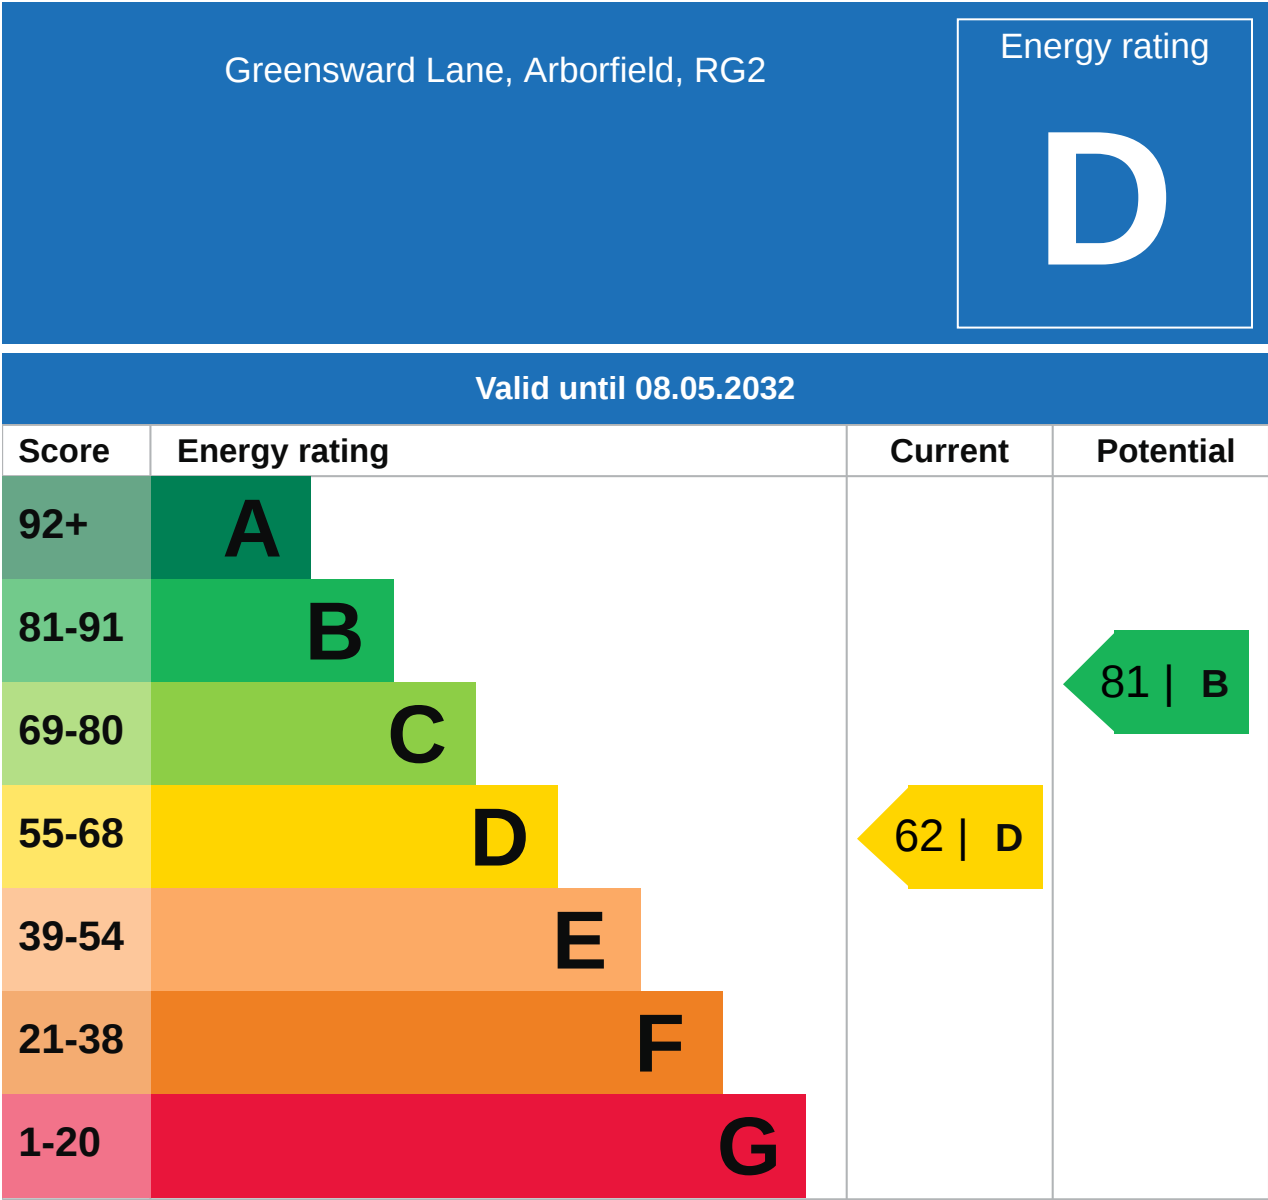 Greensward Lane, Arborfield, RG2
Energy rating
D
Valid until 08.05.2032
Score Energy rating Current Potential
92+ A
81-91 B
81 | B
69-80 C
55-68 D
62 | D
39-54 E
21-38 F
1-20 G